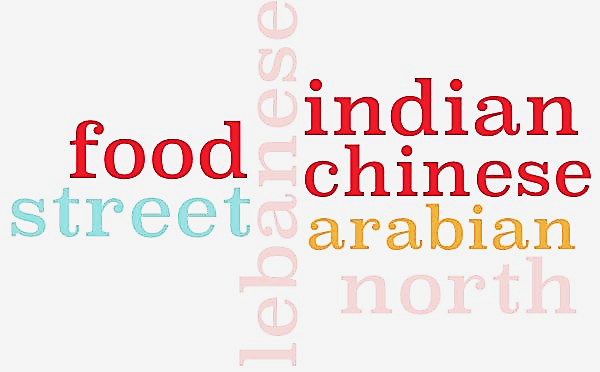 food
street
lebanese
indian
chinese
arabian
north